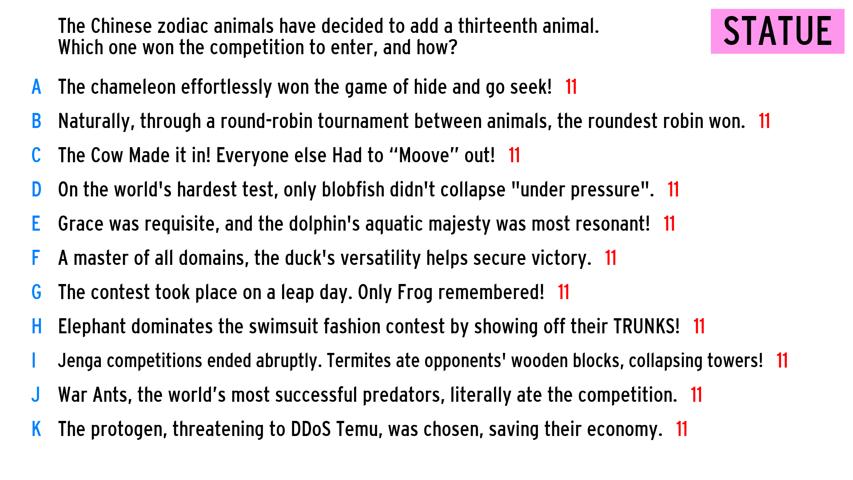 The Chinese zodiac animals have decided to add a thirteenth animal.
Which one won the competition to enter, and how?
STATUE
A The chameleon effortlessly won the game of hide and go seek! 11
B Naturally, through a round-robin tournament between animals, the roundest robin won. 11
C The Cow Made it in! Everyone else Had to “Moove” out! 11
D On the world's hardest test, only blobfish didn't collapse "under pressure". 11
E Grace was requisite, and the dolphin's aquatic majesty was most resonant! 11
F A master of all domains, the duck's versatility helps secure victory. 11
G The contest took place on a leap day. Only Frog remembered! 11
H Elephant dominates the swimsuit fashion contest by showing off their TRUNKS! 11
I Jenga competitions ended abruptly. Termites ate opponents' wooden blocks, collapsing towers! 11
J War Ants, the world’s most successful predators, literally ate the competition. 11
K The protogen, threatening to DDoS Temu, was chosen, saving their economy. 11